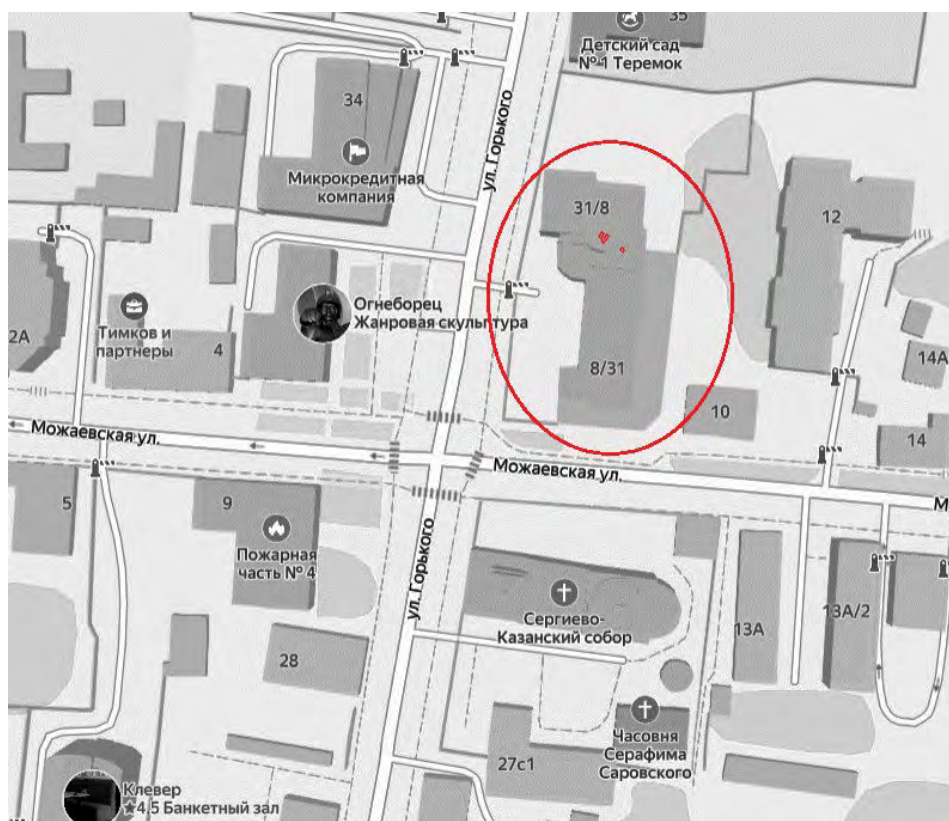 35
Детский сад
№ 1 Теремок
34
ул. Горького
Микрокредитная
компания
31/8
12
Огнеборец
Жанровая скульптура
Тимков и
партнеры
2А
4
8/31
14А
10
14
Можаевская ул.
Можаевская ул.
М
5
9
Пожарная
часть № 4
ул. Горького
Сергиево-
Казанский собор
13А
13А/2
28
Часовня
Серафима
Саровского
27с1
Клевер
4.5 Банкетный зал